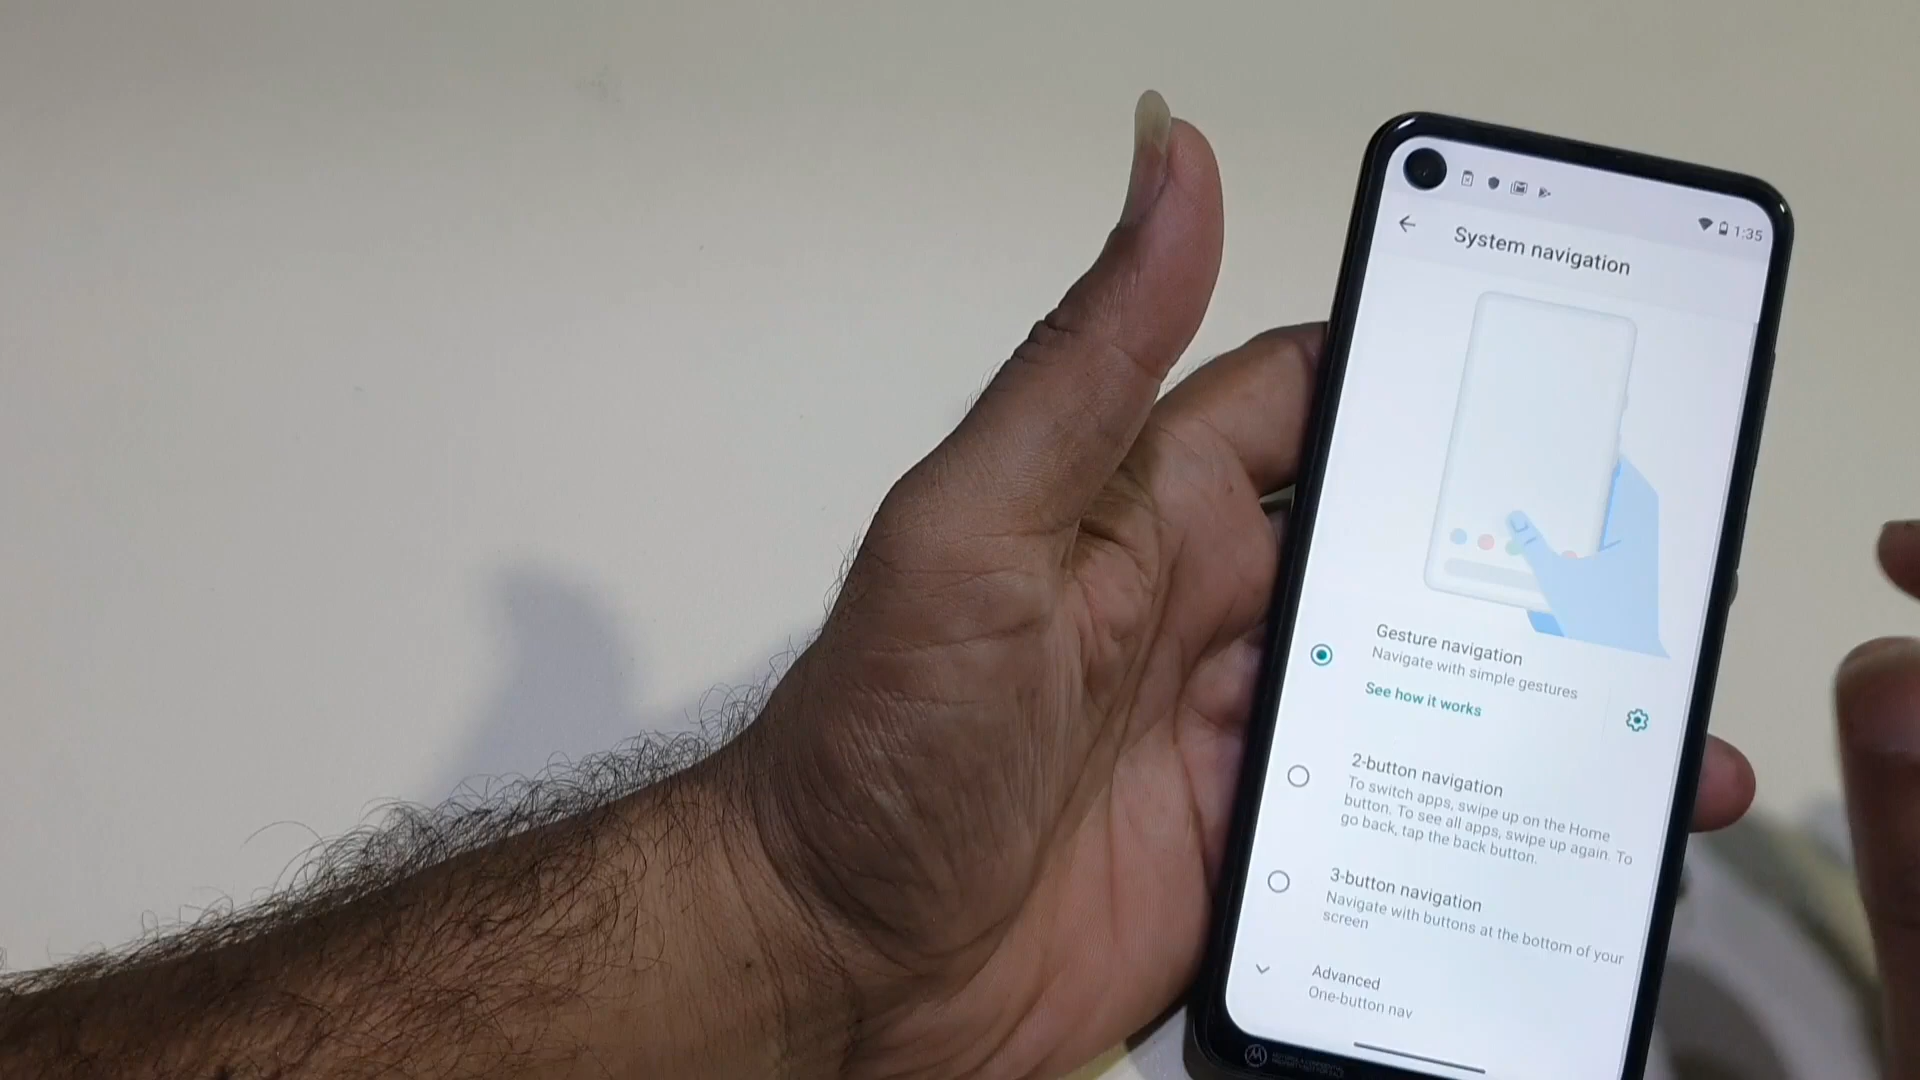 1:35
System navigation
Gesture navigation
Navigate with simple gestures
See how it works
2-button navigation
To switch apps, swipe up on the Home
button. To see all apps, swipe up again. To
go back, tap the back button.
3-button navigation
Navigate with buttons at the bottom of your
screen
Advanced
One-button nav